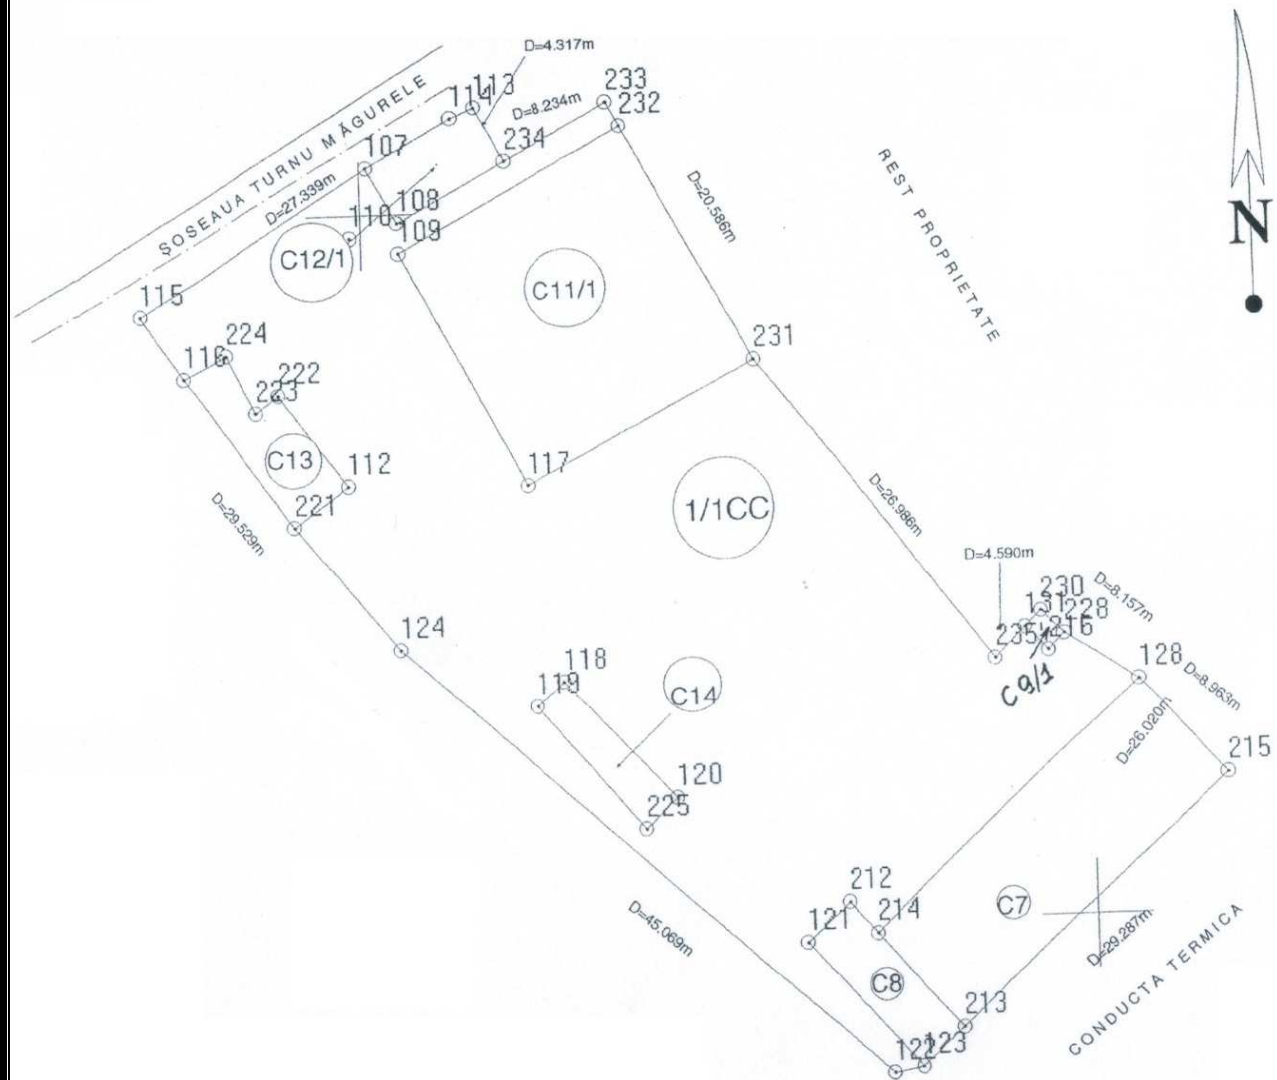 D=4.317m
ȘOSEAUA TURNU MĂGURELE
114
113
D=8.234m
233
232
107
234
D=27.339m
110
108
109
C12/1
C11/1
D=20.586m
REST PROPRIETATE
N
115
116
224
223
222
C13
112
221
D=29.529m
117
231
1/1CC
D=26.986m
D=4.590m
230
131
228
235
216
D=8.157m
C9/1
128
D=8.963m
D=26.020m
215
124
118
119
C14
120
225
D=45.069m
212
121
214
C7
C8
D=29.287m
CONDUCTA TERMICA
213
122
123